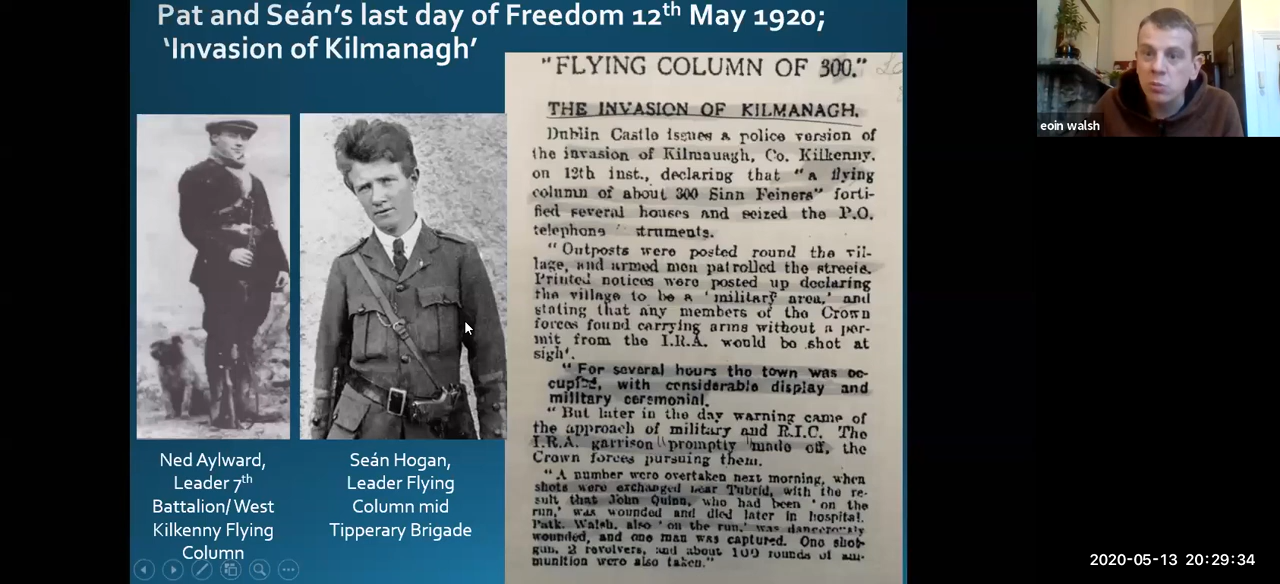 Pat and Seán's last day of Freedom 12th May 1920;
'Invasion of Kilmanagh'
"FLYING COLUMN OF 300."
THE INVASION OF KILMANAGH.
Dublin Castle issues a police version of
the invasion of Kilmanagh, Co. Kilkenny,
on 12th inst., declaring that "a flying
column of about 300 Sinn Feiners" forti-
fied several houses and seized the P.O.
telephone struments.
"Outposts were posted round the vil-
lage, and armed men patrolled the streets.
Printed notices were posted up declaring
the village to be a 'military area,' and
stating that any members of the Crown
forces found carrying arms without a per-
mit from the I.R.A. would be shot at
sigh'.
"For several hours the town was oc-
cupied, with considerable display and
military ceremonial.
"But later in the day warning came of
the approach of military and R.I.C. The
I.R.A. garrison promptly made off, the
Crown forces pursuing them.
"A number were overtaken next morning, when
shots were exchanged near Tubrid, with the re-
sult that John Quinn, who had been 'on the
run,' was wounded and died later in hospital.
Patk. Walsh, also 'on the run,' was dangerously
wounded, and one man was captured. One shot-
gun, 2 revolvers, and about 100 rounds of am-
munition were also taken."
Ned Aylward,
Leader 7th
Battalion/ West
Kilkenny Flying
Column
Seán Hogan,
Leader Flying
Column mid
Tipperary Brigade
eoin walsh
2020-05-13 20:29:34